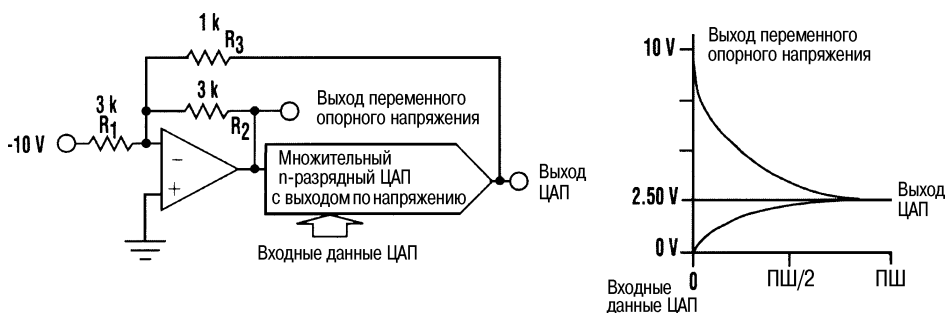 1 k
R3
3 k
R2
Выход переменного
опорного напряжения
3 k
R1
-10 V
−
+
Множительный
n-разрядный ЦАП
с выходом по напряжению
Выход
ЦАП
Входные данные ЦАП
10 V
Выход переменного
опорного напряжения
2.50 V
Выход
ЦАП
0 V
Входные
данные ЦАП
0
ПШ/2
ПШ